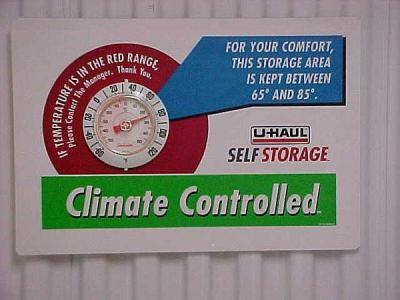 IF TEMPERATURE IS IN THE RED RANGE,
Please Contact The Manager. Thank You.
FOR YOUR COMFORT,
THIS STORAGE AREA
IS KEPT BETWEEN
65° AND 85°.
U-HAUL
SELF STORAGE
Climate Controlled